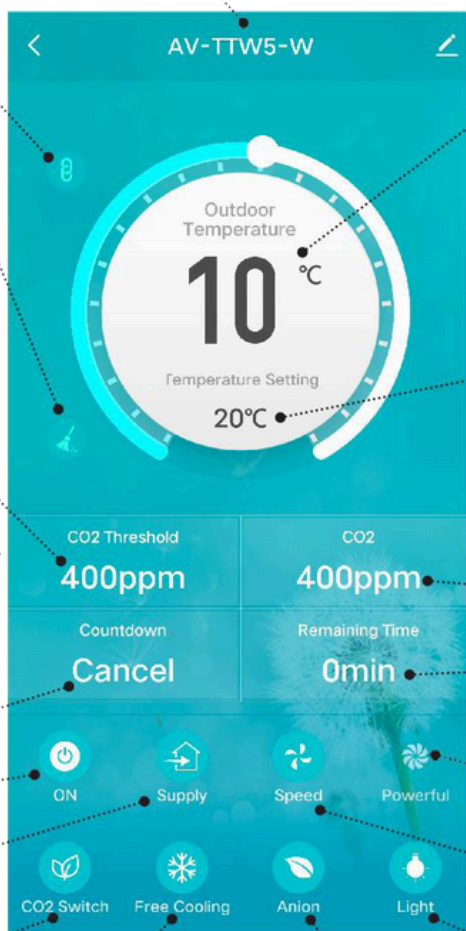 AV-TTW5-W
Outdoor
Temperature
10 °C
Temperature Setting
20°C
CO2 Threshold
CO2
400ppm
400ppm
Countdown
Remaining Time
Cancel
0min
ON
Supply
Speed
Powerful
CO2 Switch
Free Cooling
Anion
Light